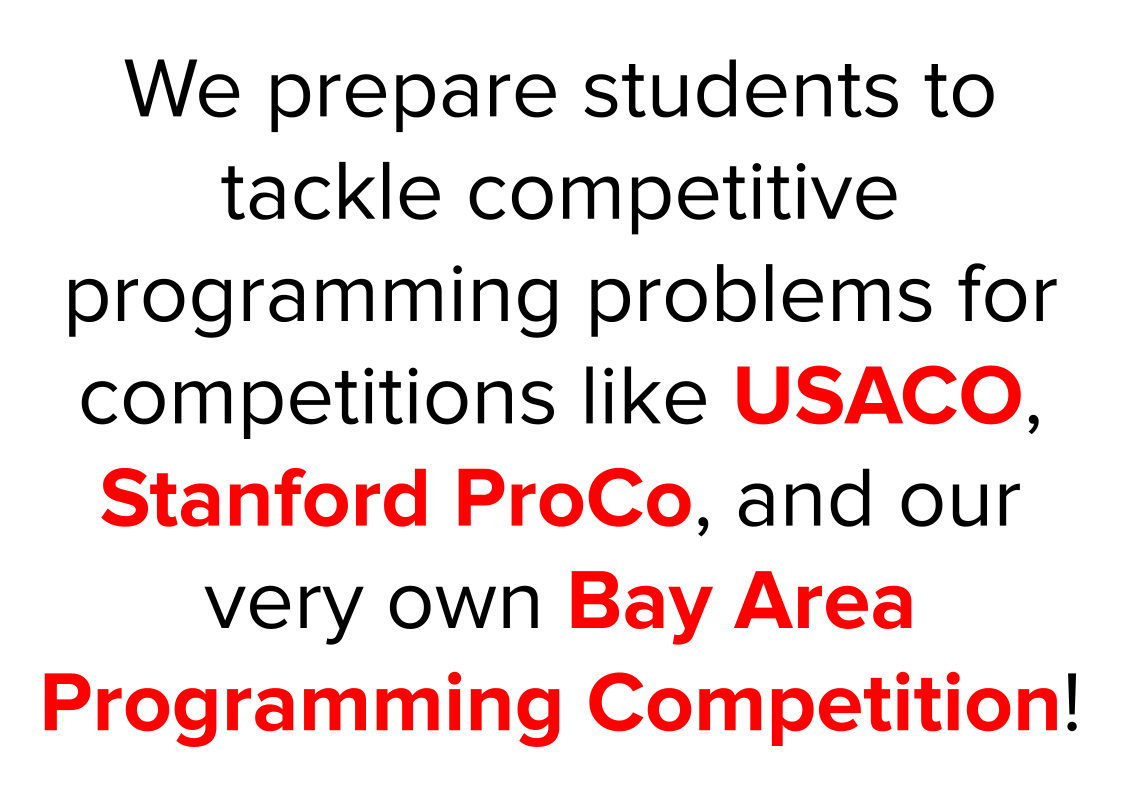 We prepare students to
tackle competitive
programming problems for
competitions like USACO,
Stanford ProCo, and our
very own Bay Area
Programming Competition!